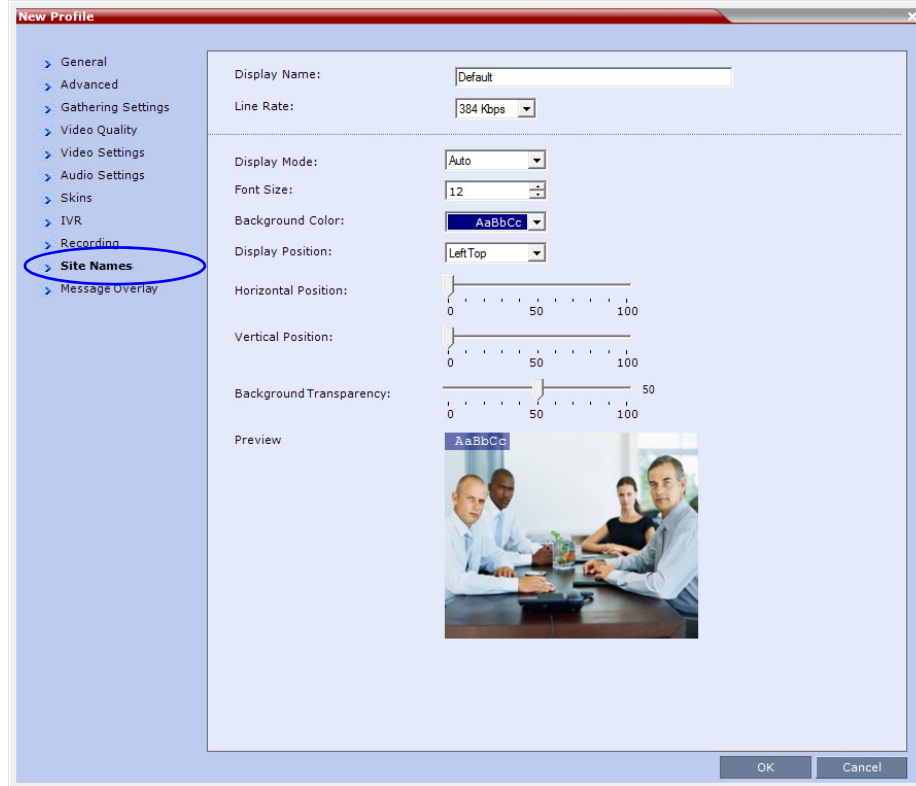 New Profile
General
Advanced
Gathering Settings
Video Quality
Video Settings
Audio Settings
Skins
IVR
Recording
Site Names
Message Overlay
Display Name: Default
Line Rate: 384 Kbps
Display Mode: Auto
Font Size: 12
Background Color: AaBbCc
Display Position: LeftTop
Horizontal Position:
0 50 100
Vertical Position:
0 50 100
Background Transparency: 50
0 50 100
Preview
AaBbCc
OK Cancel